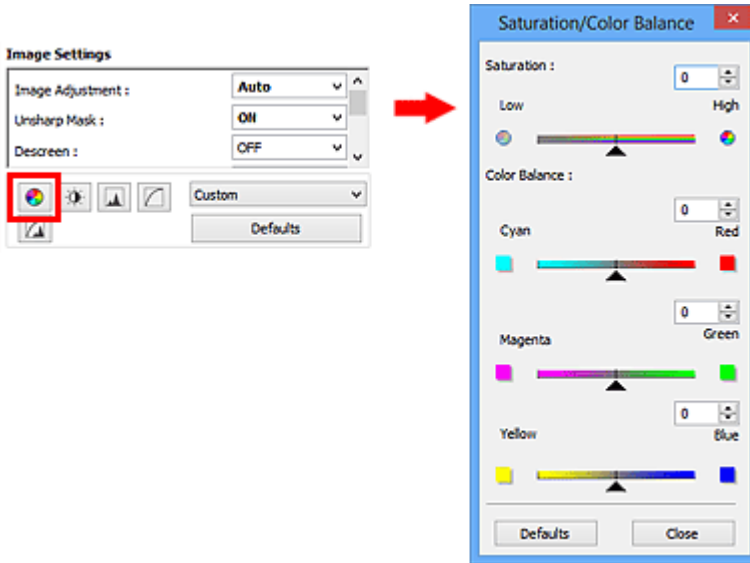 Image Settings
Image Adjustment : Auto
Unsharp Mask : ON
Descreen : OFF
Custom
Defaults
Saturation/Color Balance
Saturation :
0
Low High
Color Balance :
0
Cyan Red
0
Magenta Green
0
Yellow Blue
Defaults Close